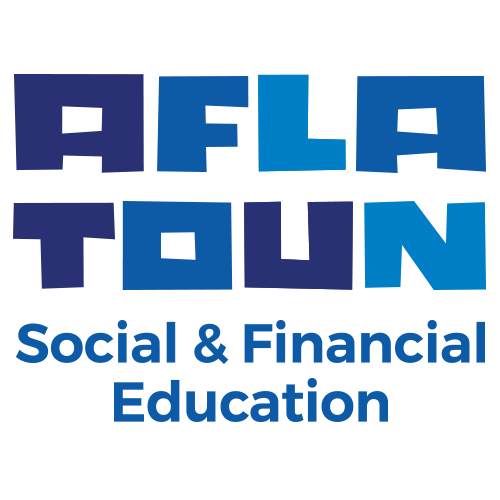 AFLA
TOUN
Social & Financial
Education